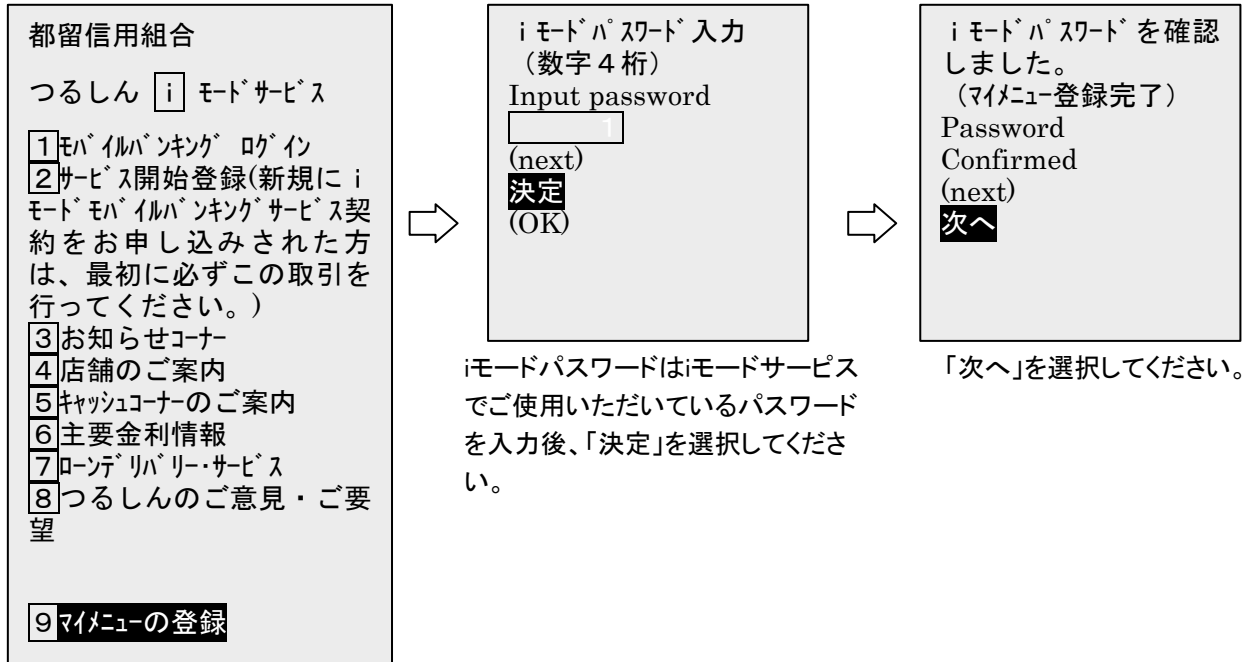 都留信用組合
つるしん i ﾓｰﾄﾞｻｰﾋﾞｽ
１ﾓﾊﾞｲﾙﾊﾞﾝｷﾝｸﾞ ﾛｸﾞｲﾝ
２ｻｰﾋﾞｽ開始登録(新規にｉ
ﾓｰﾄﾞﾓﾊﾞｲﾙﾊﾞﾝｷﾝｸﾞｻｰﾋﾞｽ契
約をお申し込みされた方
は、最初に必ずこの取引を
行ってください。)
３お知らせｺｰﾅｰ
４店舗のご案内
５ｷｬｯｼｭｺｰﾅｰのご案内
６主要金利情報
７ﾛｰﾝﾃﾞﾘﾊﾞﾘｰ･ｻｰﾋﾞｽ
８つるしんのご意見・ご要
望
９ﾏｲﾒﾆｭｰの登録
ｉﾓｰﾄﾞﾊﾟｽﾜｰﾄﾞ入力
（数字４桁）
Input password
1
(next)
決定
(OK)
iモードパスワードはiモードサービス
でご使用いただいているパスワード
を入力後、「決定」を選択してくださ
い。
ｉﾓｰﾄﾞﾊﾟｽﾜｰﾄﾞを確認
しました。
（ﾏｲﾒﾆｭｰ登録完了）
Password
Confirmed
(next)
次へ
「次へ」を選択してください。